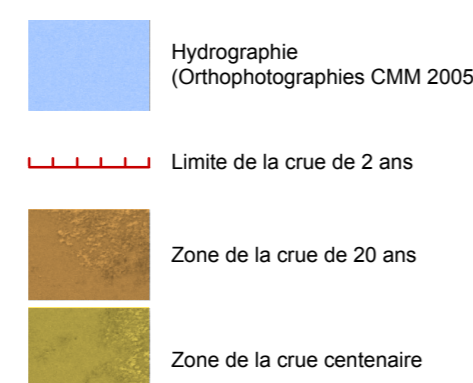 Hydrographie
(Orthophotographies CMM 2005
Limite de la crue de 2 ans
Zone de la crue de 20 ans
Zone de la crue centenaire